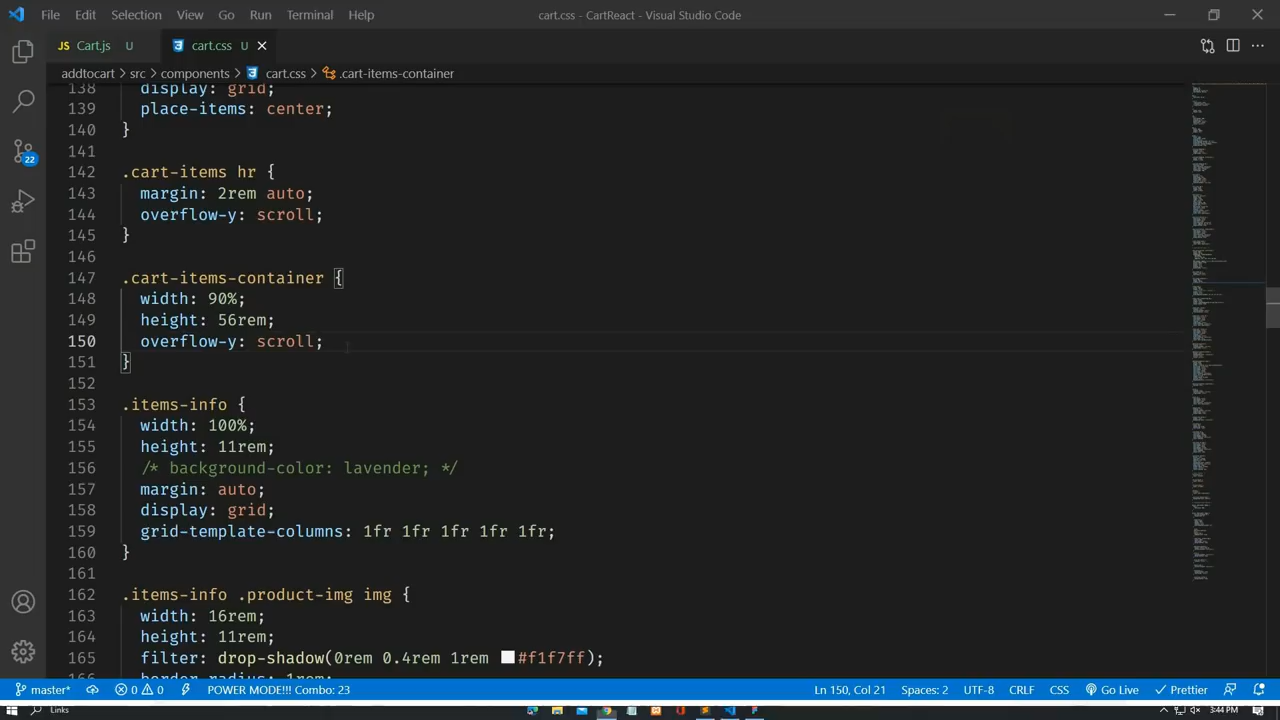 File Edit Selection View Go Run Terminal Help
cart.css - CartReact - Visual Studio Code
JS Cart.js U
cart.css U
addtocart > src > components > cart.css > .cart-items-container
138 display: grid;
139 place-items: center;
140 }
141
142 .cart-items hr {
143 margin: 2rem auto;
144 overflow-y: scroll;
145 }
146
147 .cart-items-container {
148 width: 90%;
149 height: 56rem;
150 overflow-y: scroll;
151 }
152
153 .items-info {
154 width: 100%;
155 height: 11rem;
156 /* background-color: lavender; */
157 margin: auto;
158 display: grid;
159 grid-template-columns: 1fr 1fr 1fr 1fr 1fr;
160 }
161
162 .items-info .product-img img {
163 width: 16rem;
164 height: 11rem;
165 filter: drop-shadow(0rem 0.4rem 1rem #f1f7ff);
166 border-radius: 1rem;
22
master* 0 0 POWER MODE!!! Combo: 23
Ln 150, Col 21 Spaces: 2 UTF-8 CRLF CSS Go Live Prettier
Links
3:44 PM